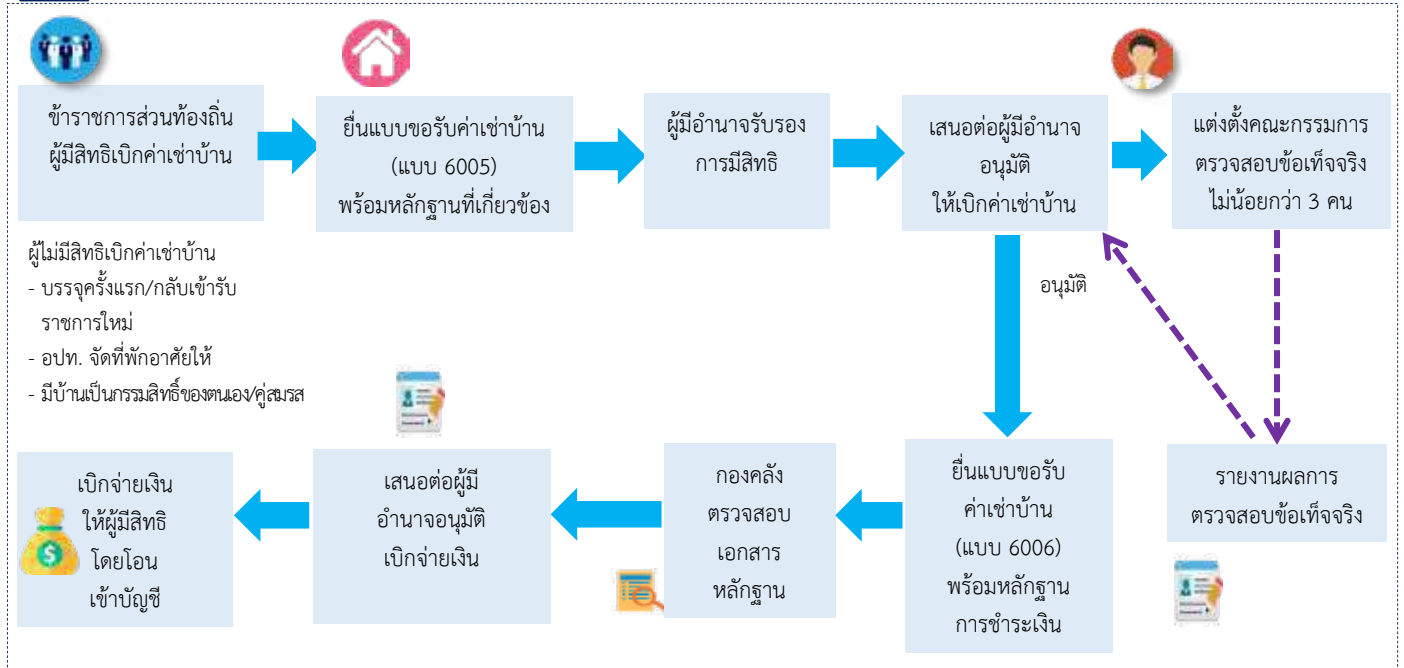 ข้าราชการส่วนท้องถิ่น
ผู้มีสิทธิเบิกค่าเช่าบ้าน
ยื่นแบบขอรับค่าเช่าบ้าน
(แบบ 6005)
พร้อมหลักฐานที่เกี่ยวข้อง
ผู้มีอำนาจรับรอง
การมีสิทธิ
เสนอต่อผู้มีอำนาจ
อนุมัติ
ให้เบิกค่าเช่าบ้าน
แต่งตั้งคณะกรรมการ
ตรวจสอบข้อเท็จจริง
ไม่น้อยกว่า 3 คน
ผู้ไม่มีสิทธิเบิกค่าเช่าบ้าน
- บรรจุครั้งแรก/กลับเข้ารับ
ราชการใหม่
- อปท. จัดที่พักอาศัยให้
- มีบ้านเป็นกรรมสิทธิ์ของตนเอง/คู่สมรส
อนุมัติ
รายงานผลการ
ตรวจสอบข้อเท็จจริง
ยื่นแบบขอรับ
ค่าเช่าบ้าน
(แบบ 6006)
พร้อมหลักฐาน
การชำระเงิน
กองคลัง
ตรวจสอบ
เอกสาร
หลักฐาน
เสนอต่อผู้มี
อำนาจอนุมัติ
เบิกจ่ายเงิน
เบิกจ่ายเงิน
ให้ผู้มีสิทธิ
โดยโอน
เข้าบัญชี